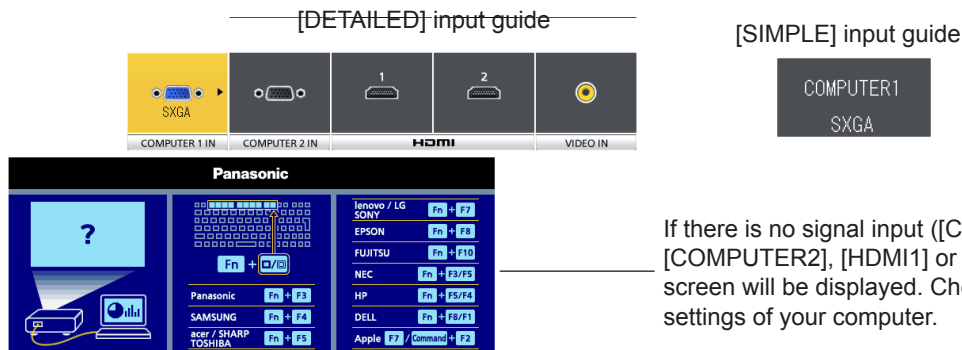 [DETAILED] input guide
[SIMPLE] input guide
SXGA
1
2
COMPUTER 1 IN
COMPUTER 2 IN
HDMI
VIDEO IN
COMPUTER1
SXGA
Panasonic
?
Fn +
Panasonic Fn + F3
SAMSUNG Fn + F4
acer / SHARP
TOSHIBA Fn + F5
lenovo / LG
SONY Fn + F7
EPSON Fn + F8
FUJITSU Fn + F10
NEC Fn + F3/F5
HP Fn + F5/F4
DELL Fn + F8/F1
Apple F7 / Command + F2
If there is no signal input ([C
[COMPUTER2], [HDMI1] or
screen will be displayed. Che
settings of your computer.